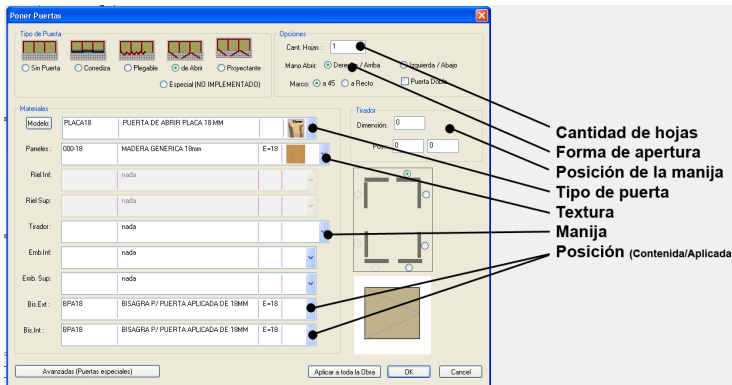 Poner Puertas
Tipo de Puerta
Sin Puerta
Corrediza
Plegable
de Abrir
Proyectante
Especial (NO IMPLEMENTADO)
Opciones
Cant. Hojas : 1
Mano Abrir: Derecha / Arriba Izquierda / Abajo
Marco: a 45 a Recto Puerta Doble
Materiales
Modelo: PLACA18 PUERTA DE ABRIR PLACA 18 MM
Paneles : 000-18 MADERA GENERICA 18mm E=18
Riel Inf: nada
Riel Sup: nada
Tirador : nada
Emb.Inf: nada
Emb. Sup: nada
Bis.Ext : BPA18 BISAGRA P/ PUERTA APLICADA DE 18MM E=18
Bis.Int : BPA18 BISAGRA P/ PUERTA APLICADA DE 18MM E=18
Tirador
Dimensión: 0
0 0
Avanzadas (Puertas especiales)
Aplicar a toda la Obra
OK
Cancel
Cantidad de hojas
Forma de apertura
Posición de la manija
Tipo de puerta
Textura
Manija
Posición (Contenida/Aplicada